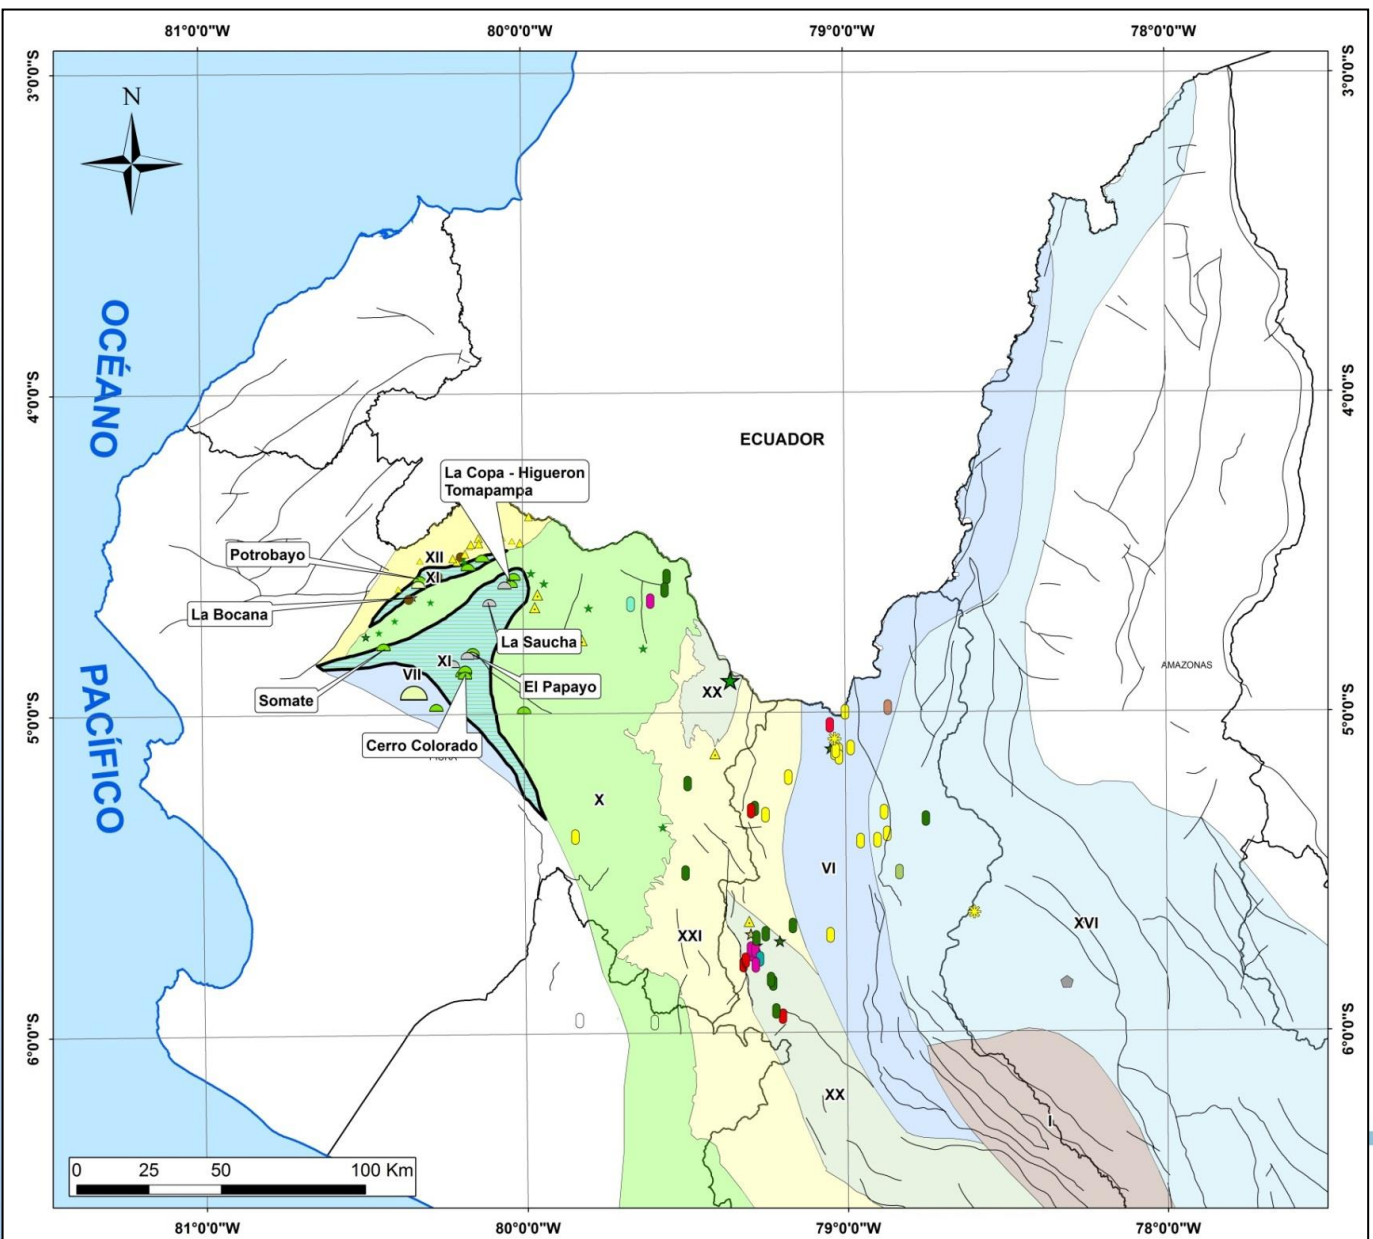 81°0'0"W
80°0'0"W
79°0'0"W
78°0'0"W
3°0'0"S
3°0'0"S
N
OCÉANO
4°0'0"S
4°0'0"S
ECUADOR
La Copa - Higueron
Tomapampa
Potrobayo
XII
XI
La Bocana
La Saucha
AMAZONAS
XI
VII
El Papayo
XX
Somate
PACÍFICO
5°0'0"S
5°0'0"S
Cerro Colorado
X
VI
XXI
XVI
6°0'0"S
6°0'0"S
XX
I
0 25 50 100 Km
81°0'0"W
80°0'0"W
79°0'0"W
78°0'0"W